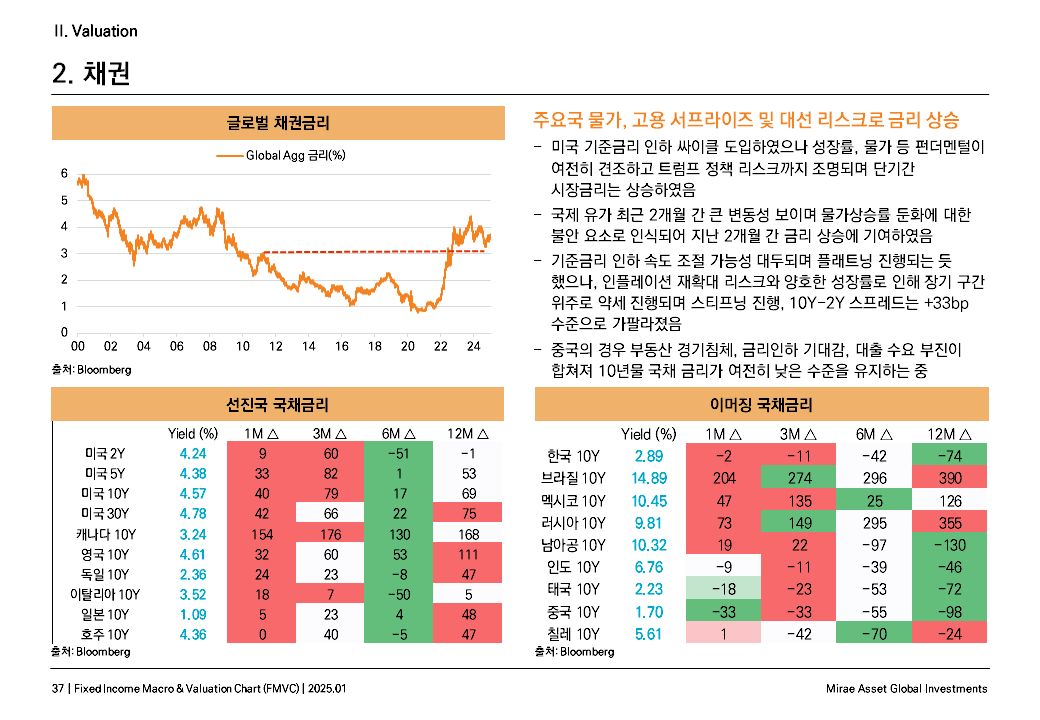 II. Valuation
2. 채권
글로벌 채권금리
Global Agg 금리(%)
6
5
4
3
2
1
0
00 02 04 06 08 10 12 14 16 18 20 22 24
출처: Bloomberg
주요국 물가, 고용 서프라이즈 및 대선 리스크로 금리 상승
– 미국 기준금리 인하 싸이클 도입하였으나 성장률, 물가 등 펀더멘털이
여전히 견조하고 트럼프 정책 리스크까지 조명되며 단기간
시장금리는 상승하였음
– 국제 유가 최근 2개월 간 큰 변동성 보이며 물가상승률 둔화에 대한
불안 요소로 인식되어 지난 2개월 간 금리 상승에 기여하였음
– 기준금리 인하 속도 조절 가능성 대두되며 플래트닝 진행되는 듯
했으나, 인플레이션 재확대 리스크와 양호한 성장률로 인해 장기 구간
위주로 약세 진행되며 스티프닝 진행, 10Y-2Y 스프레드는 +33bp
수준으로 가팔라졌음
– 중국의 경우 부동산 경기침체, 금리인하 기대감, 대출 수요 부진이
합쳐져 10년물 국채 금리가 여전히 낮은 수준을 유지하는 중
선진국 국채금리
Yield (%) 1M △ 3M △ 6M △ 12M △
미국 2Y 4.24 9 60 -51 -1
미국 5Y 4.38 33 82 1 53
미국 10Y 4.57 40 79 17 69
미국 30Y 4.78 42 66 22 75
캐나다 10Y 3.24 154 176 130 168
영국 10Y 4.61 32 60 53 111
독일 10Y 2.36 24 23 -8 47
이탈리아 10Y 3.52 18 7 -50 5
일본 10Y 1.09 5 23 4 48
호주 10Y 4.36 0 40 -5 47
출처: Bloomberg
이머징 국채금리
Yield (%) 1M △ 3M △ 6M △ 12M △
한국 10Y 2.89 -2 -11 -42 -74
브라질 10Y 14.89 204 274 296 390
멕시코 10Y 10.45 47 135 25 126
러시아 10Y 9.81 73 149 295 355
남아공 10Y 10.32 19 22 -97 -130
인도 10Y 6.76 -9 -11 -39 -46
태국 10Y 2.23 -18 -23 -53 -72
중국 10Y 1.70 -33 -33 -55 -98
칠레 10Y 5.61 1 -42 -70 -24
출처: Bloomberg
37 | Fixed Income Macro & Valuation Chart (FMVC) | 2025.01
Mirae Asset Global Investments